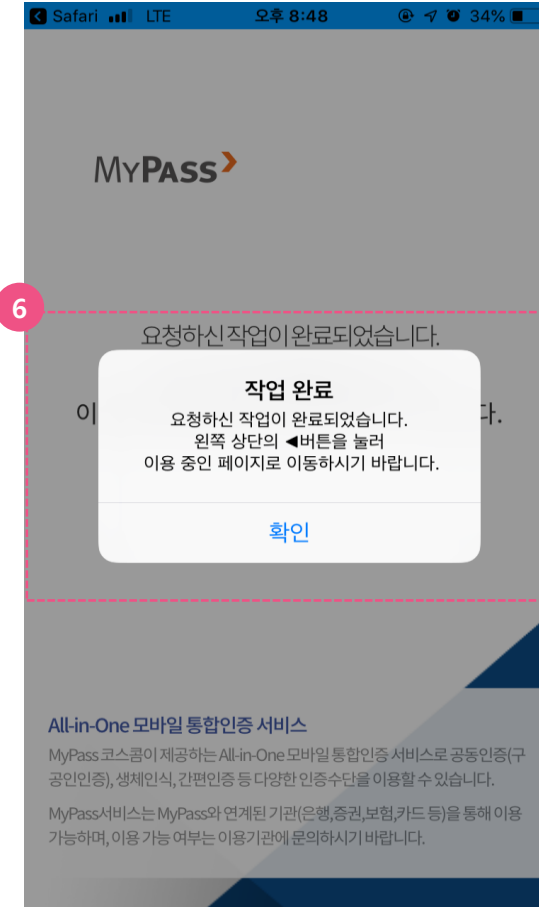 Safari LTE 오후 8:48 34%
MYPASS
6
요청하신 작업이 완료되었습니다.
이 다.
작업 완료
요청하신 작업이 완료되었습니다.
왼쪽 상단의 ◀버튼을 눌러
이용 중인 페이지로 이동하시기 바랍니다.
확인
All-in-One 모바일 통합인증 서비스
MyPass 코스콤이 제공하는 All-in-One 모바일 통합인증 서비스로 공동인증(구
공인인증), 생체인식, 간편인증 등 다양한 인증수단을 이용할 수 있습니다.
MyPass서비스는 MyPass와 연계된 기관(은행,증권,보험,카드 등)을 통해 이용
가능하며, 이용 가능 여부는 이용기관에 문의하시기 바랍니다.